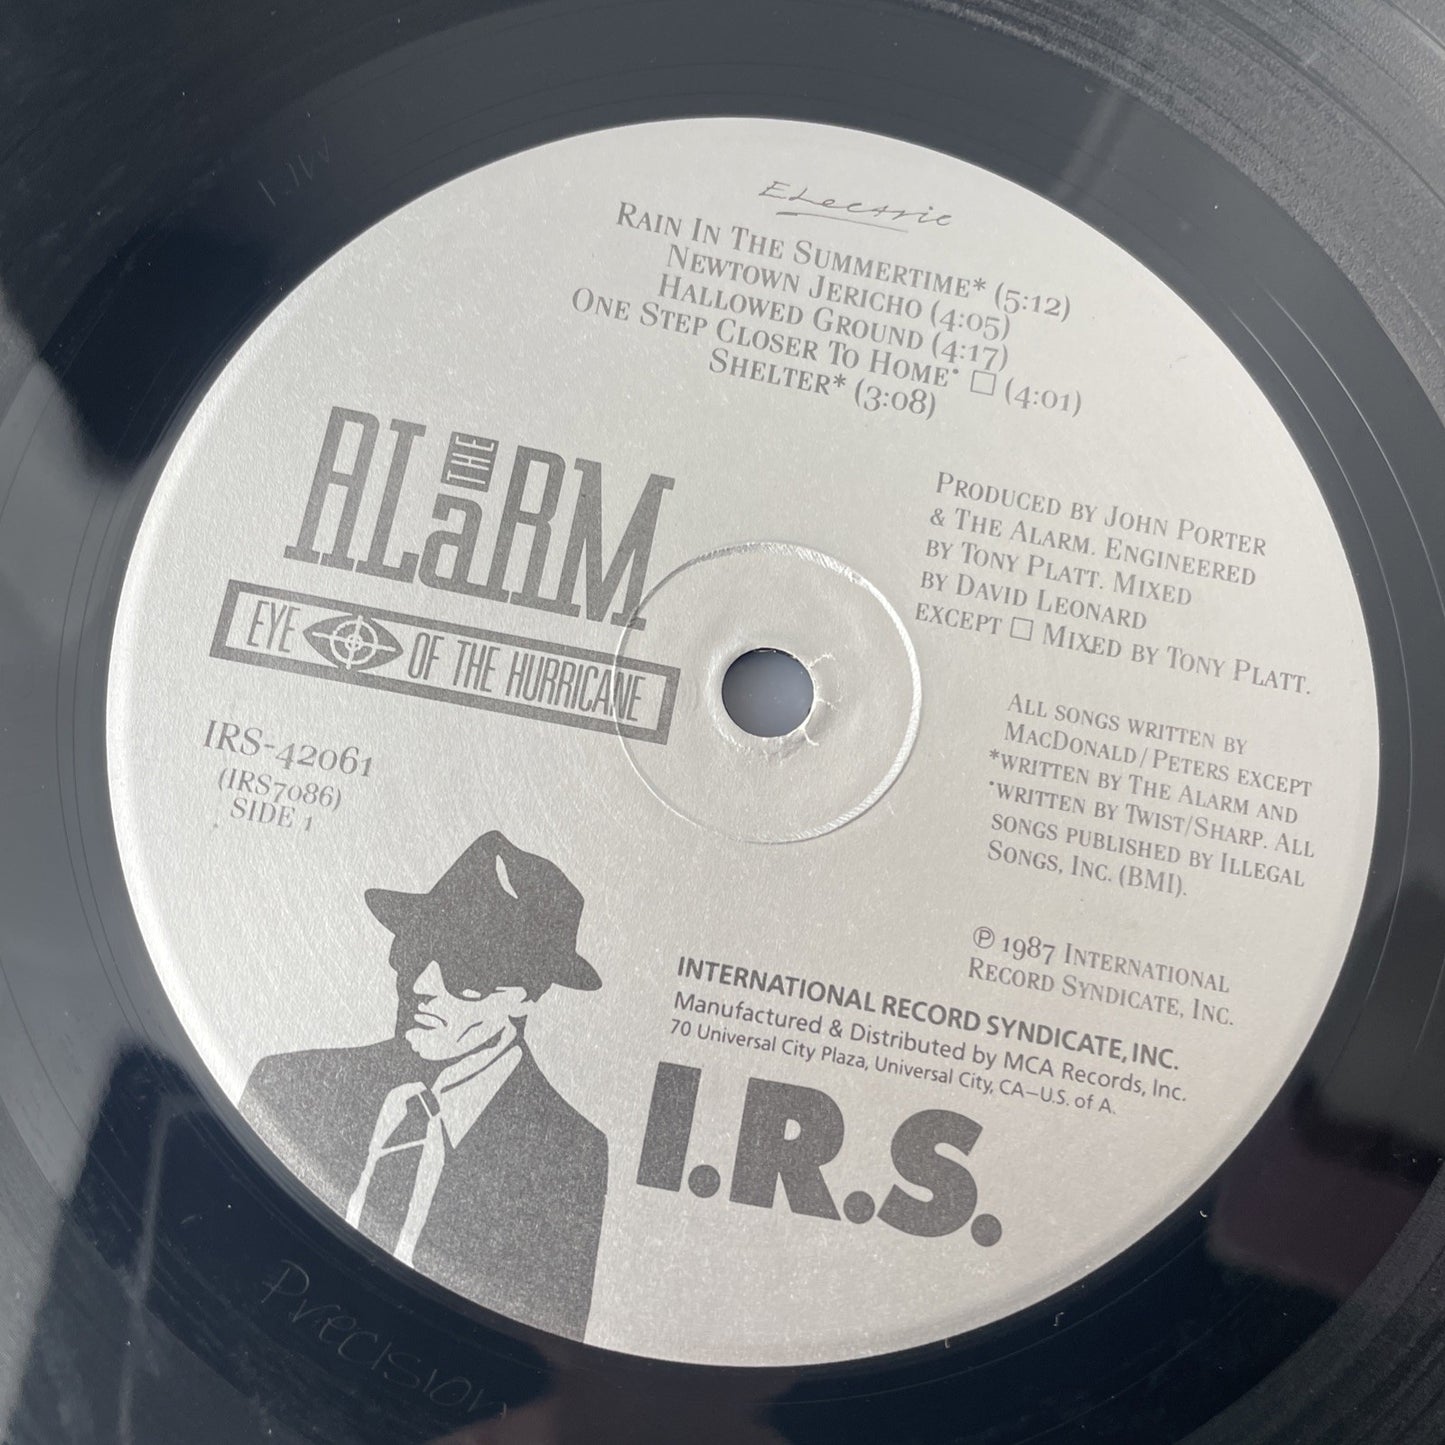 Electric
RAIN IN THE SUMMERTIME* (5:12)
NEWTOWN JERICHO (4:05)
HALLOWED GROUND (4:17)
ONE STEP CLOSER TO HOME• □ (4:01)
SHELTER* (3:08)
THE
ALaRM
EYE OF THE HURRICANE
IRS-42061
(IRS7086)
SIDE 1
PRODUCED BY JOHN PORTER
& THE ALARM. ENGINEERED
BY TONY PLATT. MIXED
BY DAVID LEONARD
EXCEPT □ MIXED BY TONY PLATT.
ALL SONGS WRITTEN BY
MACDONALD/PETERS EXCEPT
*WRITTEN BY THE ALARM AND
•WRITTEN BY TWIST/SHARP. ALL
SONGS PUBLISHED BY ILLEGAL
SONGS, INC. (BMI).
℗ 1987 INTERNATIONAL
RECORD SYNDICATE, INC.
INTERNATIONAL RECORD SYNDICATE, INC.
Manufactured & Distributed by MCA Records, Inc.
70 Universal City Plaza, Universal City, CA–U.S. of A.
I.R.S.
Precision